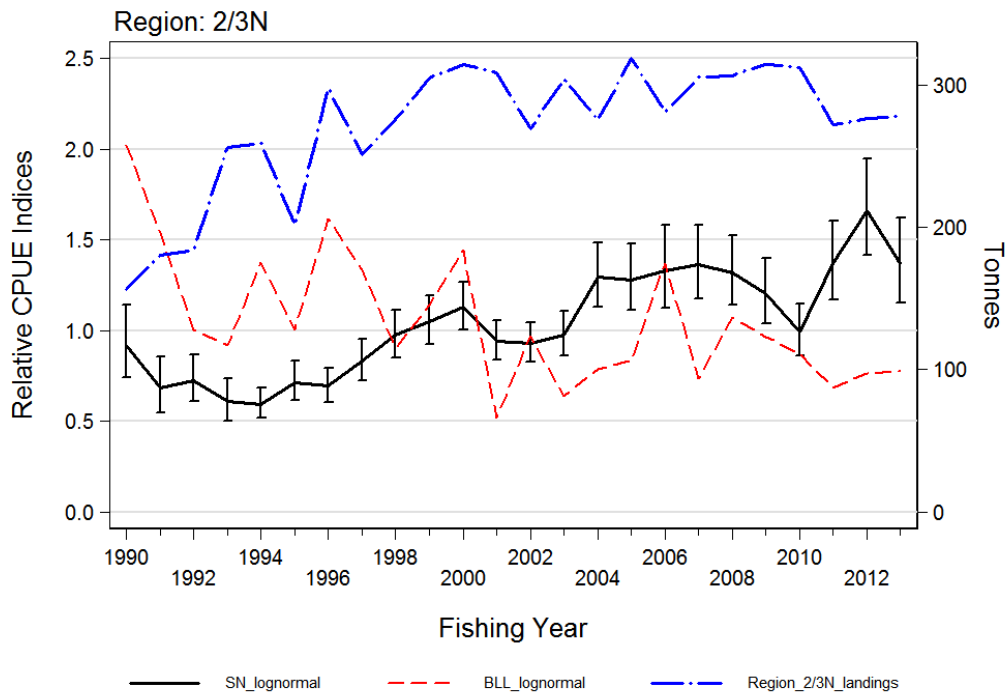 Region: 2/3N
2.5
2.0
1.5
1.0
0.5
0.0
Relative CPUE Indices
300
200
100
0
Tonnes
1990 1994 1998 2002 2006 2010
1992 1996 2000 2004 2008 2012
Fishing Year
SN_lognormal BLL_lognormal Region_2/3N_landings